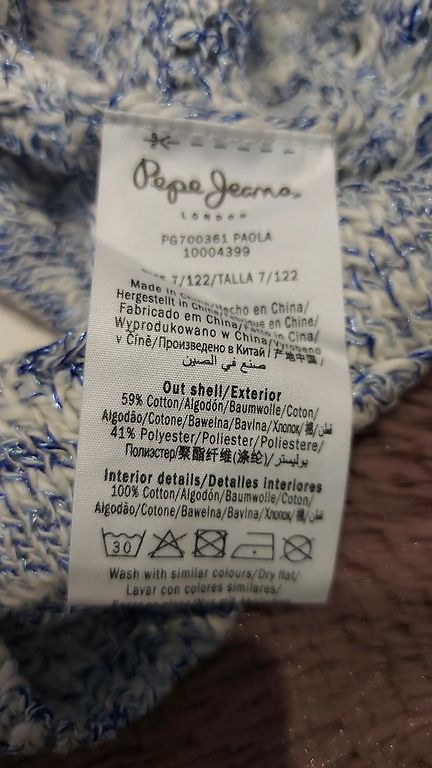 Pepe Jeans
LONDON
PG700361 PAOLA
10004399
7/122/TALLA 7/122
Made in China/Hecho en China/
Hergestellt in China/ en Chine/
Fabricado em China/ in Cina/
Wyprodukowano w China/Vyrobeno
v Číně/Произведено в Китай/产地中国/
صنع في الصين
Out shell/Exterior
59% Cotton/Algodón/Baumwolle/Coton/
Algodão/Cotone/Bawełna/Bavlna/Хлопок/棉/قطن
41% Polyester/Poliester/Poliestere/
Полиэстер/聚酯纤维(涤纶)/بوليستر/
Interior details/Detalles interiores
100% Cotton/Algodón/Baumwolle/Coton/
Algodão/Cotone/Bawełna/Bavlna/Хлопок/棉/قطن
30
Wash with similar colours/Dry flat/
Lavar con colores similares/